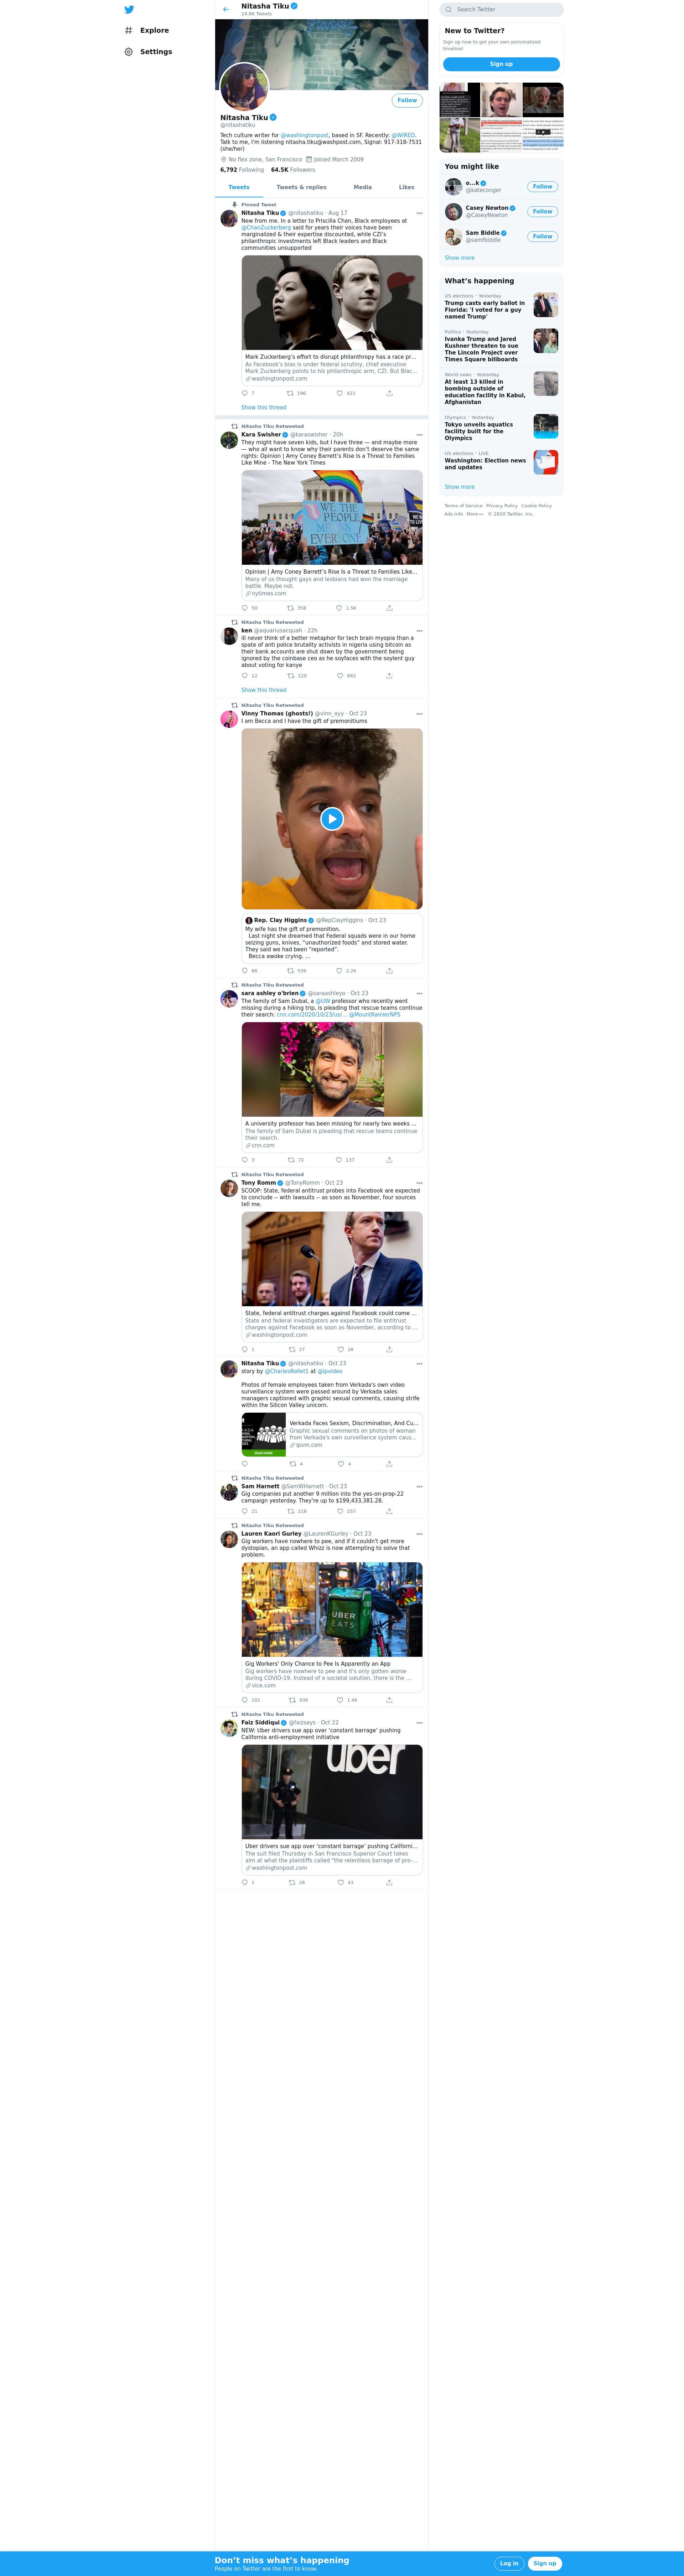 Explore
Settings
Nitasha Tiku
19.8K Tweets
Follow
Nitasha Tiku
@nitashatiku
Tech culture writer for @washingtonpost, based in SF. Recently: @WIRED.
Talk to me, I'm listening nitasha.tiku@washpost.com, Signal: 917-318-7531
(she/her)
No flex zone, San Francisco Joined March 2009
6,792 Following 64.5K Followers
Tweets Tweets & replies Media Likes
Pinned Tweet
Nitasha Tiku @nitashatiku · Aug 17
New from me. In a letter to Priscilla Chan, Black employees at
@ChanZuckerberg said for years their voices have been
marginalized & their expertise discounted, while CZI's
philanthropic investments left Black leaders and Black
communities unsupported
Mark Zuckerberg's effort to disrupt philanthropy has a race pr…
As Facebook's bias is under federal scrutiny, chief executive
Mark Zuckerberg points to his philanthropic arm, CZI. But Blac…
washingtonpost.com
7 196 421
Show this thread
Nitasha Tiku Retweeted
Kara Swisher @karaswisher · 20h
They might have seven kids, but I have three — and maybe more
— who all want to know why their parents don't deserve the same
rights: Opinion | Amy Coney Barrett's Rise Is a Threat to Families
Like Mine - The New York Times
WE THE
PEOPLE
MEANS
EVERYONE
Opinion | Amy Coney Barrett's Rise Is a Threat to Families Like…
Many of us thought gays and lesbians had won the marriage
battle. Maybe not.
nytimes.com
50 358 1.5K
Nitasha Tiku Retweeted
ken @aquariusacquah · 22h
ill never think of a better metaphor for tech brain myopia than a
spate of anti police brutality activists in nigeria using bitcoin as
their bank accounts are shut down by the government being
ignored by the coinbase ceo as he soyfaces with the soylent guy
about voting for kanye
12 129 682
Show this thread
Nitasha Tiku Retweeted
Vinny Thomas (ghosts!) @vinn_ayy · Oct 23
I am Becca and I have the gift of premonitiums
Rep. Clay Higgins @RepClayHiggins · Oct 23
My wife has the gift of premonition.
Last night she dreamed that Federal squads were in our home
seizing guns, knives, "unauthorized foods" and stored water.
They said we had been "reported".
Becca awoke crying. …
66 539 2.2K
Nitasha Tiku Retweeted
sara ashley o'brien @saraashleyo · Oct 23
The family of Sam Dubal, a @UW professor who recently went
missing during a hiking trip, is pleading that rescue teams continue
their search: cnn.com/2020/10/23/us/… @MountRainierNPS
A university professor has been missing for nearly two weeks …
The family of Sam Dubal is pleading that rescue teams continue
their search.
cnn.com
3 72 137
Nitasha Tiku Retweeted
Tony Romm @TonyRomm · Oct 23
SCOOP: State, federal antitrust probes into Facebook are expected
to conclude -- with lawsuits -- as soon as November, four sources
tell me.
State, federal antitrust charges against Facebook could come …
State and federal investigators are expected to file antitrust
charges against Facebook as soon as November, according to …
washingtonpost.com
1 27 28
Nitasha Tiku @nitashatiku · Oct 23
story by @CharlesRollet1 at @ipvideo
Photos of female employees taken from Verkada's own video
surveillance system were passed around by Verkada sales
managers captioned with graphic sexual comments, causing strife
within the Silicon Valley unicorn.
READ MORE
Verkada Faces Sexism, Discrimination, And Cu…
Graphic sexual comments on photos of woman
from Verkada's own surveillance system caus…
ipvm.com
4 4
Nitasha Tiku Retweeted
Sam Harnett @SamWHarnett · Oct 23
Gig companies put another 9 million into the yes-on-prop-22
campaign yesterday. They're up to $199,433,381.28.
21 216 257
Nitasha Tiku Retweeted
Lauren Kaori Gurley @LaurenKGurley · Oct 23
Gig workers have nowhere to pee, and if it couldn't get more
dystopian, an app called Whizz is now attempting to solve that
problem.
UBER
EATS
Gig Workers' Only Chance to Pee Is Apparently an App
Gig workers have nowhere to pee and it's only gotten worse
during COVID-19. Instead of a societal solution, there is the …
vice.com
101 930 1.4K
Nitasha Tiku Retweeted
Faiz Siddiqui @faizsays · Oct 22
NEW: Uber drivers sue app over 'constant barrage' pushing
California anti-employment initiative
uber
Uber drivers sue app over 'constant barrage' pushing Californi…
The suit filed Thursday in San Francisco Superior Court takes
aim at what the plaintiffs called "the relentless barrage of pro-…
washingtonpost.com
1 28 43
Search Twitter
New to Twitter?
Sign up now to get your own personalized
timeline!
Sign up
You might like
o...k
@kateconger
Follow
Casey Newton
@CaseyNewton
Follow
Sam Biddle
@samfbiddle
Follow
Show more
What's happening
US elections · Yesterday
Trump casts early ballot in
Florida: 'I voted for a guy
named Trump'
Politics · Yesterday
Ivanka Trump and Jared
Kushner threaten to sue
The Lincoln Project over
Times Square billboards
World news · Yesterday
At least 13 killed in
bombing outside of
education facility in Kabul,
Afghanistan
Olympics · Yesterday
Tokyo unveils aquatics
facility built for the
Olympics
US elections · LIVE
Washington: Election news
and updates
Show more
Terms of Service Privacy Policy Cookie Policy
Ads info More © 2020 Twitter, Inc.
Don't miss what's happening
People on Twitter are the first to know.
Log in
Sign up